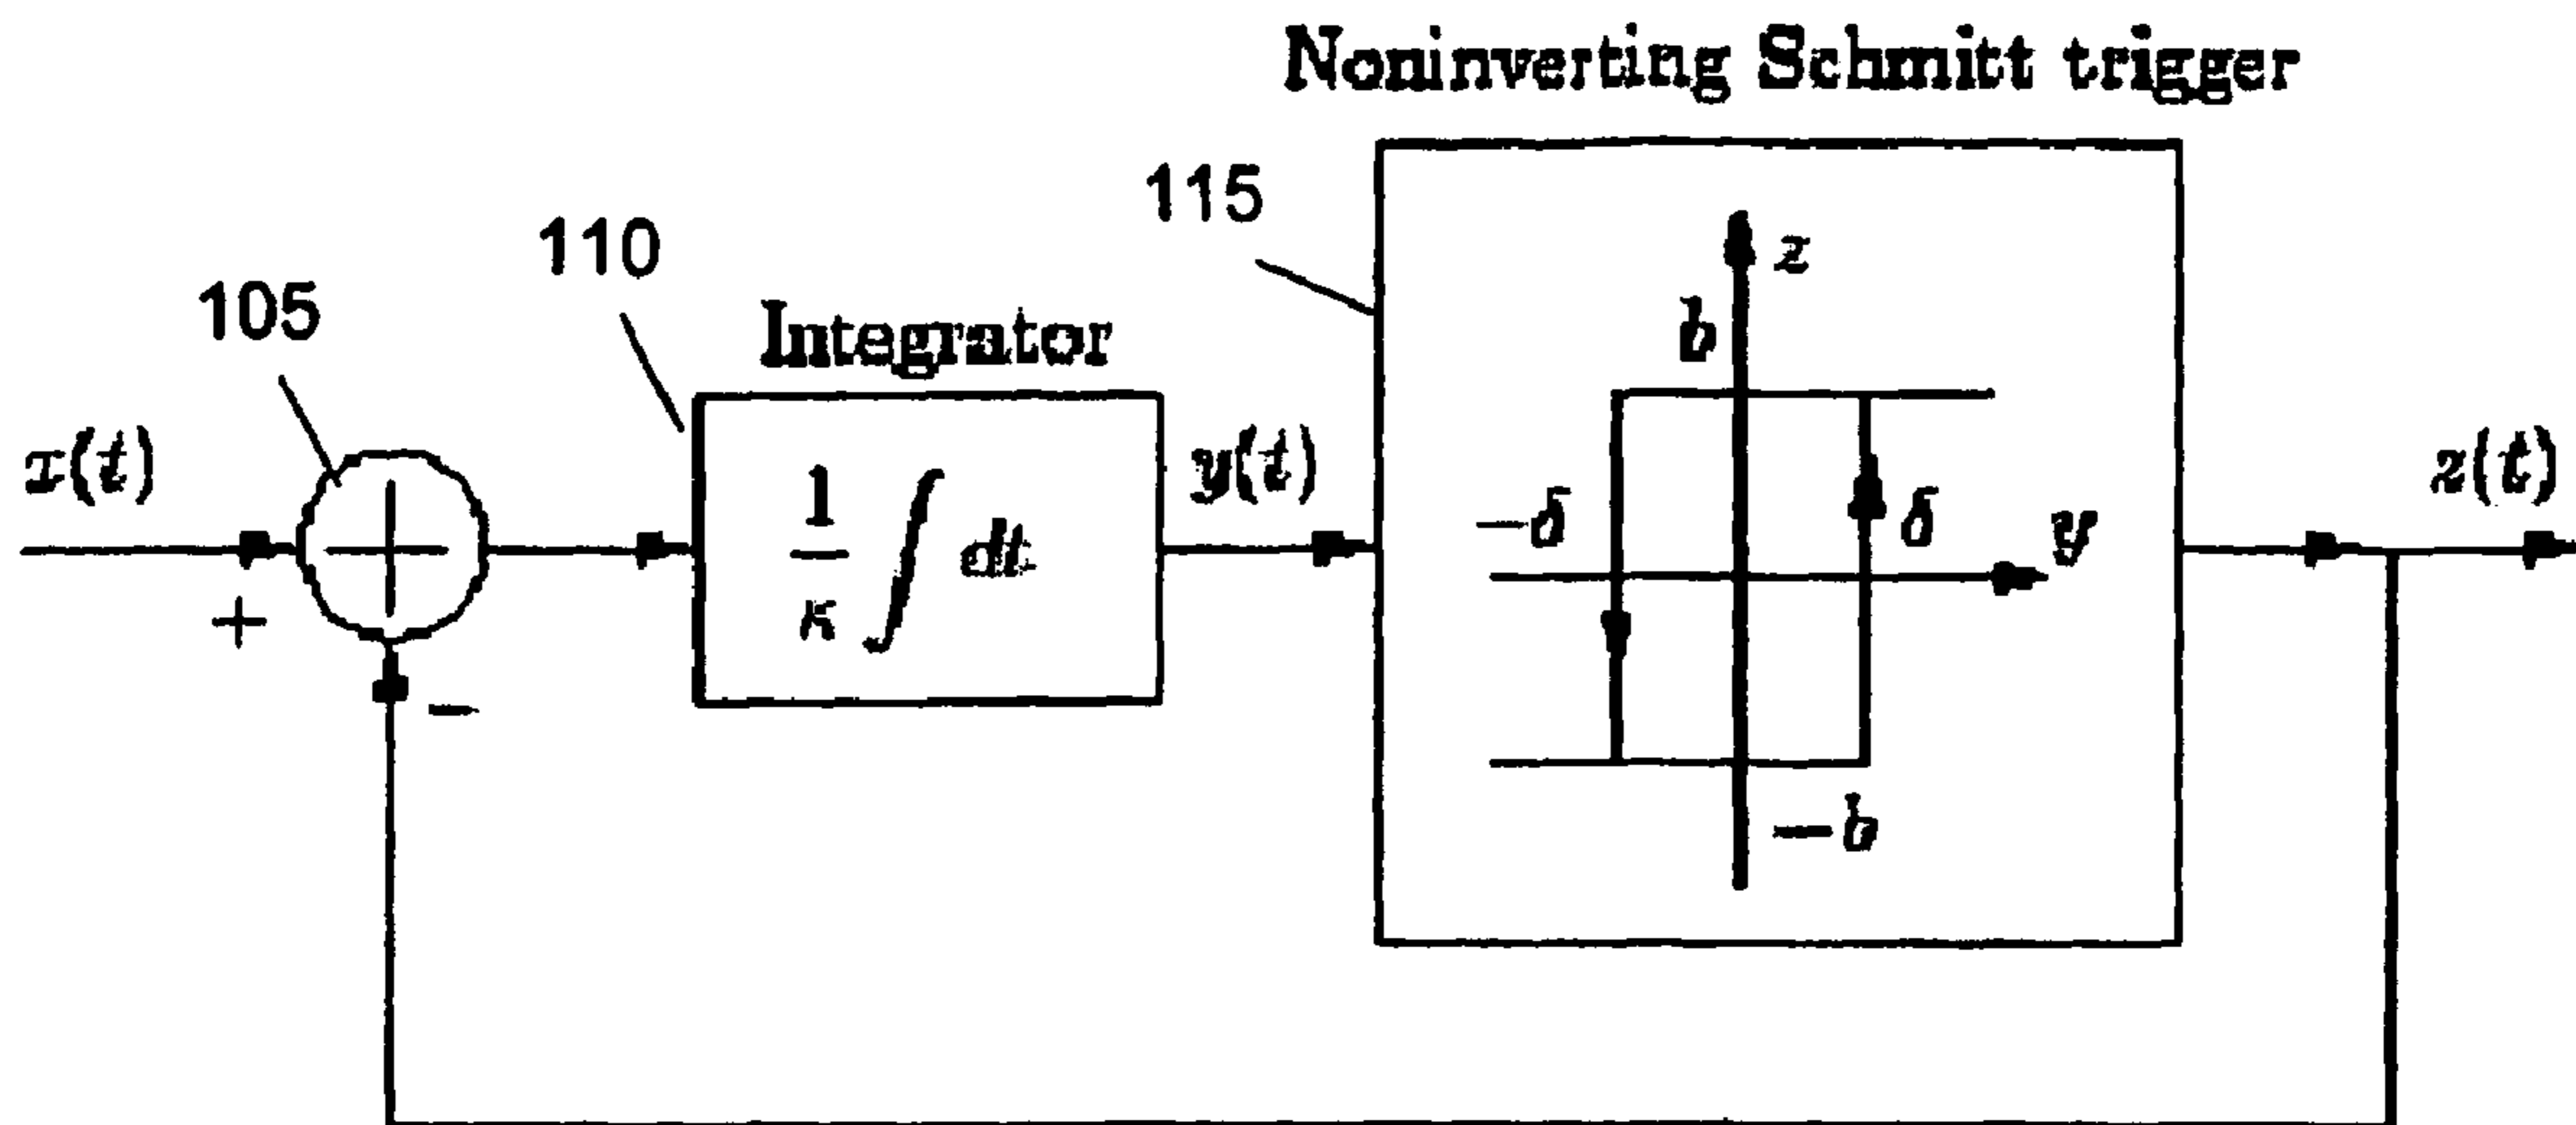 Noninverting Schmitt trigger
115
110
105
Integrator
x(t)
+
−
1/κ ∫ dt
y(t)
z
b
−δ
δ
y
−b
z(t)